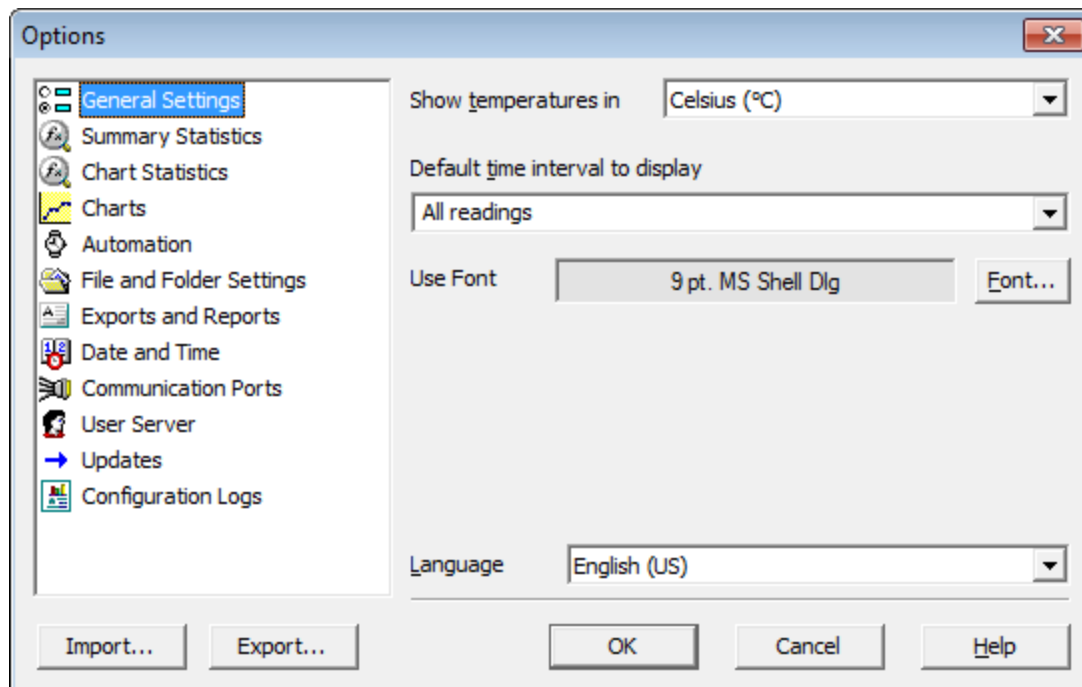 Options
General Settings
Summary Statistics
Chart Statistics
Charts
Automation
File and Folder Settings
Exports and Reports
Date and Time
Communication Ports
User Server
Updates
Configuration Logs
Show temperatures in Celsius (°C)
Default time interval to display
All readings
Use Font 9 pt. MS Shell Dlg Font...
Language English (US)
Import... Export... OK Cancel Help